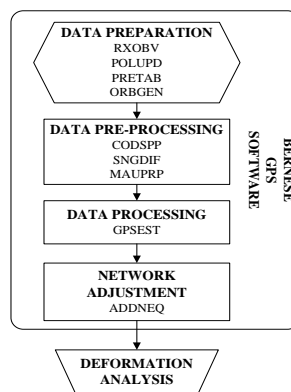 DATA PREPARATION
RXOBV
POLUPD
PRETAB
ORBGEN
DATA PRE-PROCESSING
CODSPP
SNGDIF
MAUPRP
DATA PROCESSING
GPSEST
NETWORK
ADJUSTMENT
ADDNEQ
BERNESE
GPS
SOFTWARE
DEFORMATION
ANALYSIS